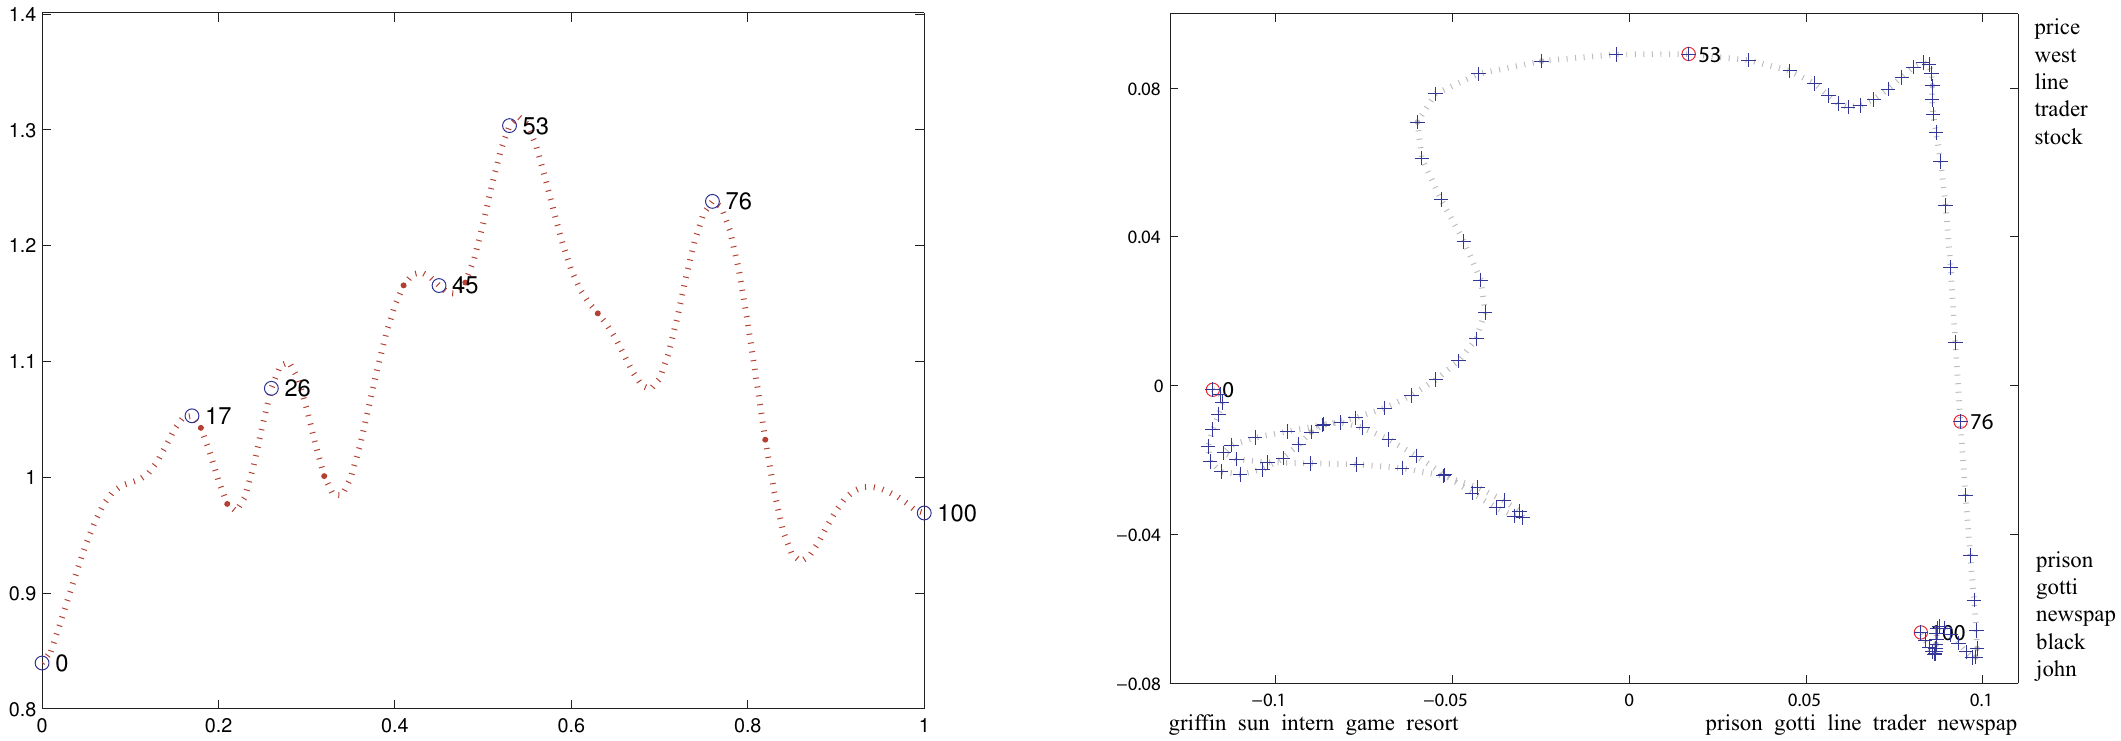 1.4
1.3
1.2
1.1
1
0.9
0.8
0
0.2
0.4
0.6
0.8
1
0
17
26
45
53
76
100
0.08
0.04
0
−0.04
−0.08
−0.1
−0.05
0
0.05
0.1
0
53
76
100
price
west
line
trader
stock
prison
gotti
newspap
black
john
griffin sun intern game resort
prison gotti line trader newspap